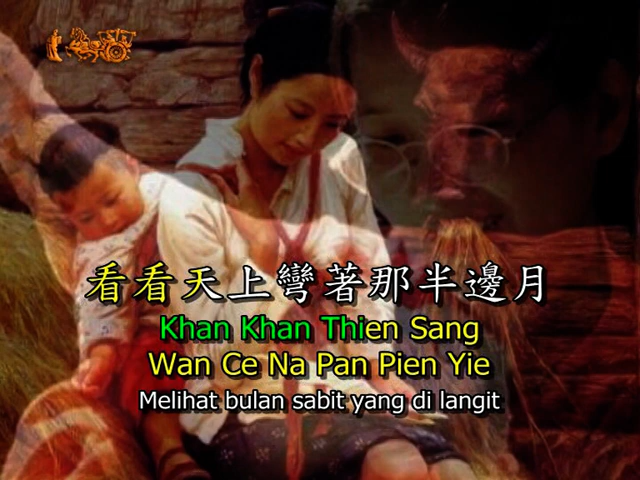 看看天上彎著那半邊月
Khan Khan Thien Sang
Wan Ce Na Pan Pien Yie
Melihat bulan sabit yang di langit